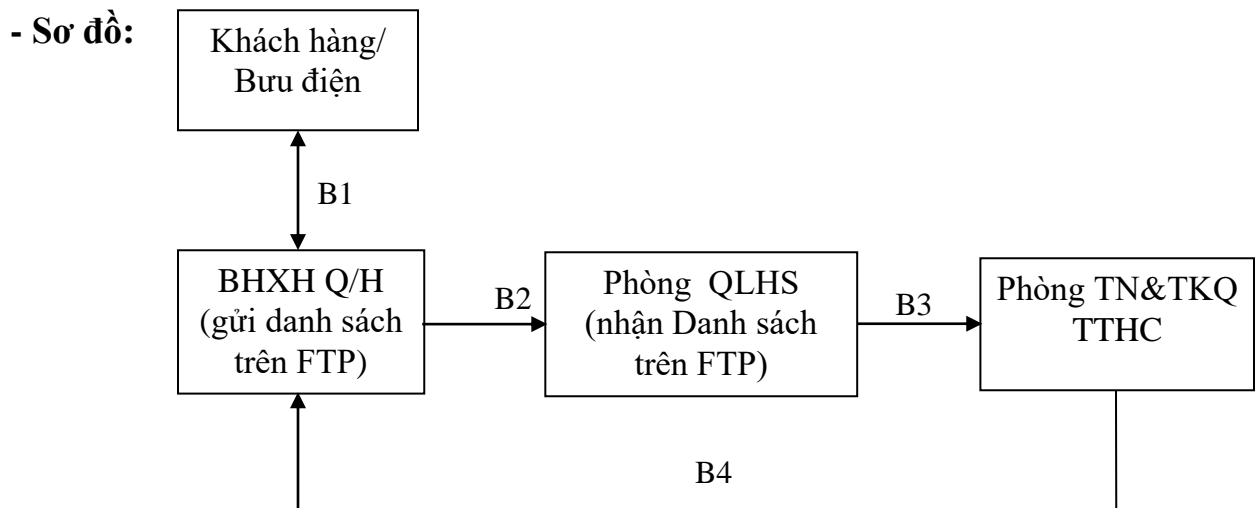 - Sơ đồ:
Khách hàng/
Bưu điện
B1
BHXH Q/H
(gửi danh sách
trên FTP)
B2
Phòng QLHS
(nhận Danh sách
trên FTP)
B3
Phòng TN&TKQ
TTHC
B4